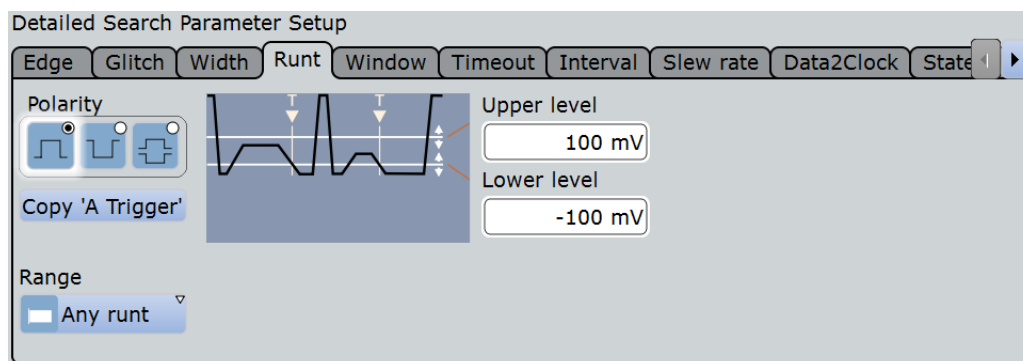 Detailed Search Parameter Setup
Edge Glitch Width Runt Window Timeout Interval Slew rate Data2Clock State
Polarity
T T
Upper level
100 mV
Lower level
Copy 'A Trigger'
-100 mV
Range
Any runt